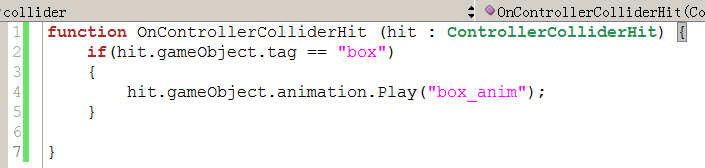 collider OnControllerColliderHit(Co
1 function OnControllerColliderHit (hit : ControllerColliderHit) {
2 if(hit.gameObject.tag == "box")
3 {
4 hit.gameObject.animation.Play("box_anim");
5 }
6
7 }